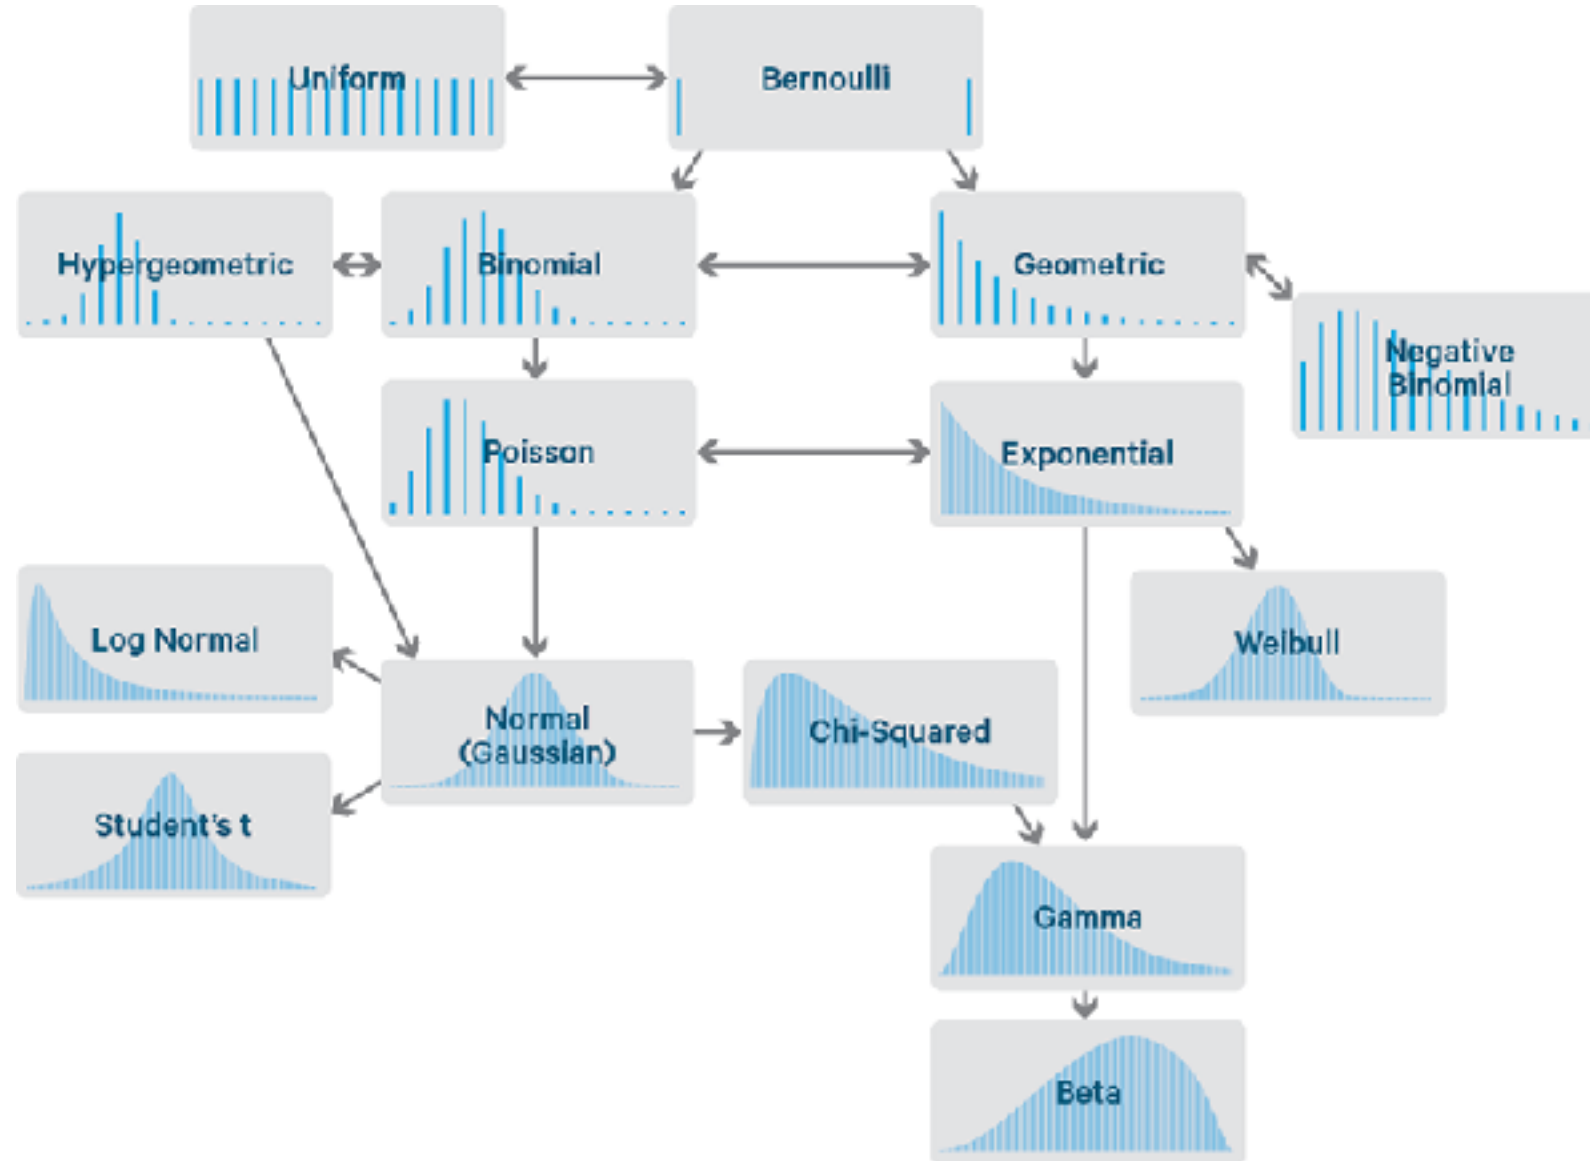 Uniform
Bernoulli
Hypergeometric
Binomial
Geometric
Negative
Binomial
Poisson
Exponential
Log Normal
Weibull
Normal
(Gaussian)
Chi-Squared
Student's t
Gamma
Beta